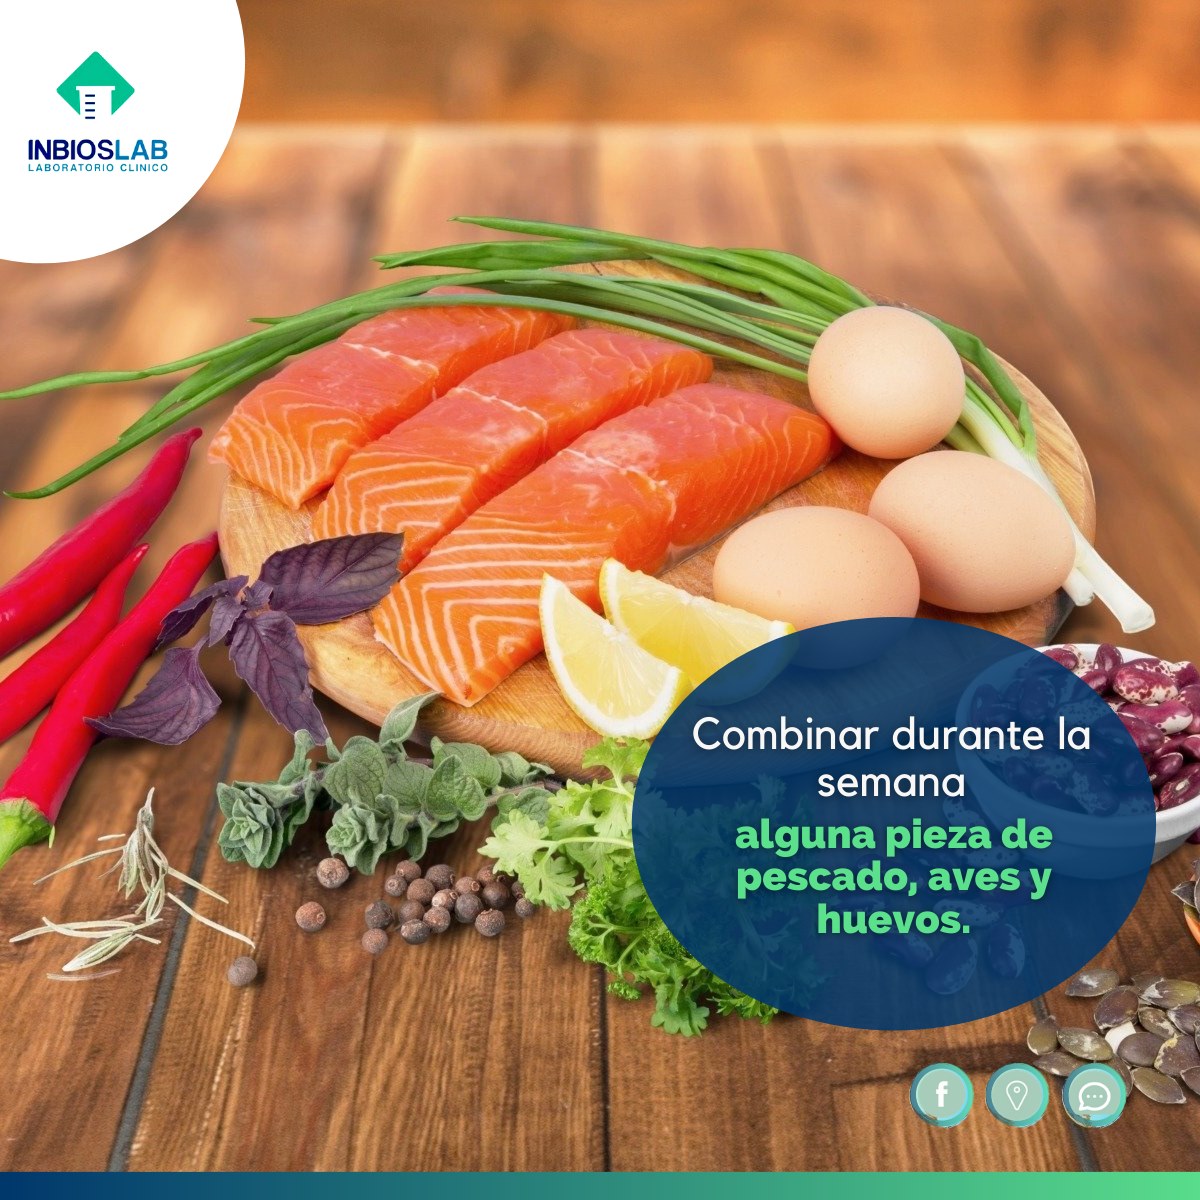 INBIOSLAB
LABORATORIO CLINICO
Combinar durante la
semana
alguna pieza de
pescado, aves y
huevos.
f